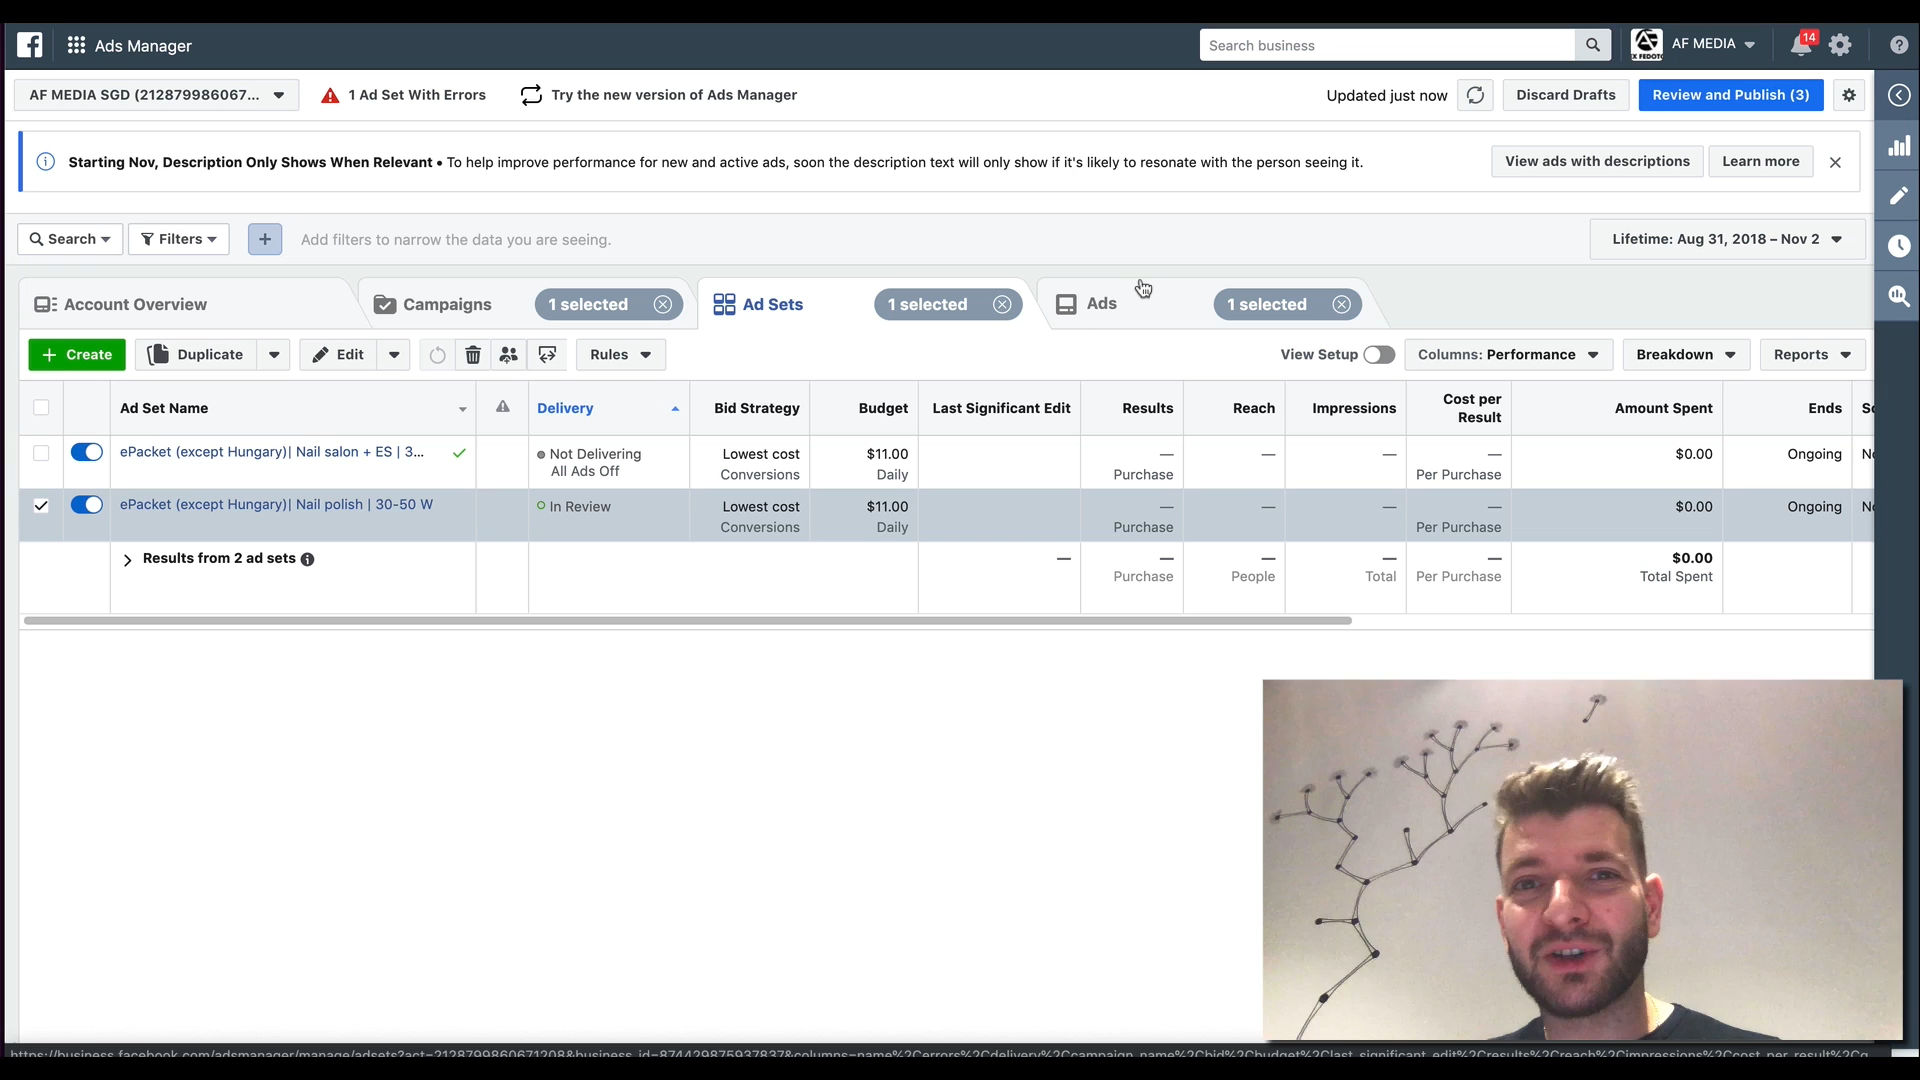 Ads Manager
Search business
AF MEDIA
14
AF MEDIA SGD (21287998606​7...
1 Ad Set With Errors
Try the new version of Ads Manager
Updated just now
Discard Drafts
Review and Publish (3)
Starting Nov, Description Only Shows When Relevant • To help improve performance for new and active ads, soon the description text will only show if it's likely to resonate with the person seeing it.
View ads with descriptions
Learn more
Search
Filters
Add filters to narrow the data you are seeing.
Lifetime: Aug 31, 2018 – Nov 2
Account Overview
Campaigns
1 selected
Ad Sets
1 selected
Ads
1 selected
+ Create
Duplicate
Edit
Rules
View Setup
Columns: Performance
Breakdown
Reports
Ad Set Name
Delivery
Bid Strategy
Budget
Last Significant Edit
Results
Reach
Impressions
Cost per
Result
Amount Spent
Ends
ePacket (except Hungary)| Nail salon + ES | 3...
Not Delivering
All Ads Off
Lowest cost
Conversions
$11.00
Daily
—
Purchase
—
—
—
Per Purchase
$0.00
Ongoing
ePacket (except Hungary)| Nail polish | 30-50 W
In Review
Lowest cost
Conversions
$11.00
Daily
—
Purchase
—
—
—
Per Purchase
$0.00
Ongoing
Results from 2 ad sets
—
—
Purchase
—
People
—
Total
—
Per Purchase
$0.00
Total Spent